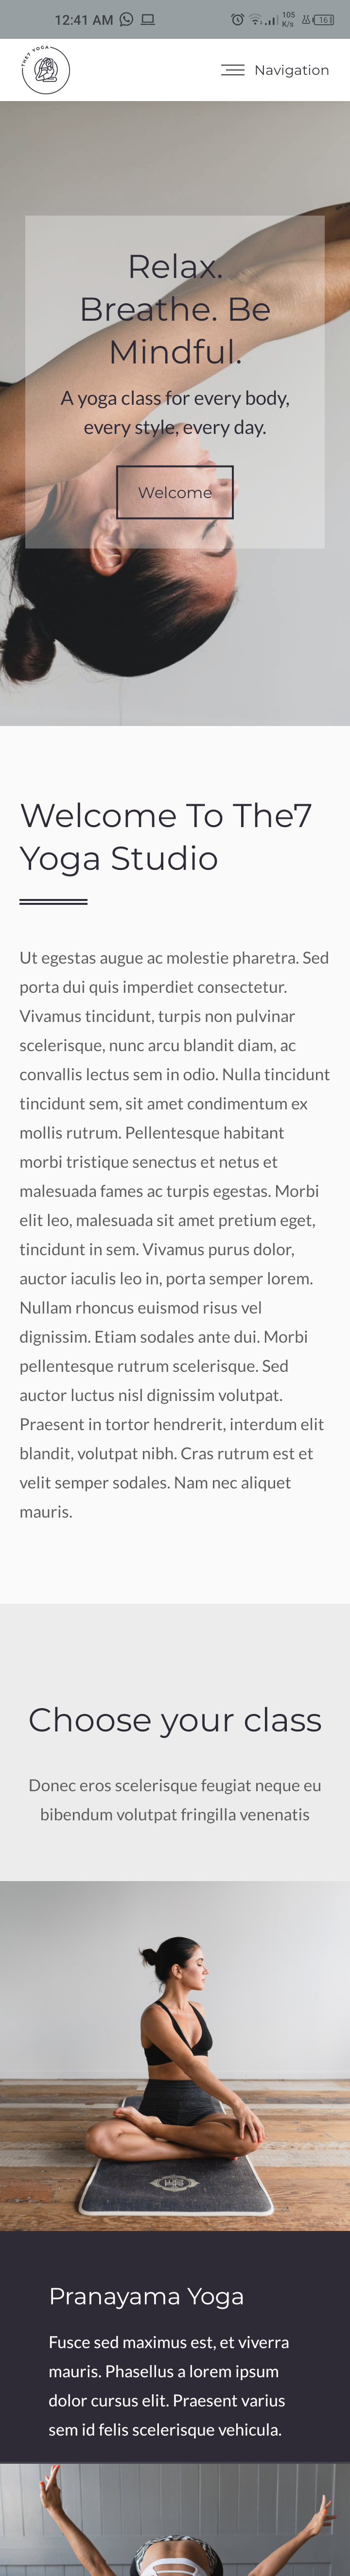 12:41 AM
105
K/s
16
THE7 YOGA
Navigation
Relax.
Breathe. Be
Mindful.
A yoga class for every body,
every style, every day.
Welcome
Welcome To The7
Yoga Studio
Ut egestas augue ac molestie pharetra. Sed
porta dui quis imperdiet consectetur.
Vivamus tincidunt, turpis non pulvinar
scelerisque, nunc arcu blandit diam, ac
convallis lectus sem in odio. Nulla tincidunt
tincidunt sem, sit amet condimentum ex
mollis rutrum. Pellentesque habitant
morbi tristique senectus et netus et
malesuada fames ac turpis egestas. Morbi
elit leo, malesuada sit amet pretium eget,
tincidunt in sem. Vivamus purus dolor,
auctor iaculis leo in, porta semper lorem.
Nullam rhoncus euismod risus vel
dignissim. Etiam sodales ante dui. Morbi
pellentesque rutrum scelerisque. Sed
auctor luctus nisl dignissim volutpat.
Praesent in tortor hendrerit, interdum elit
blandit, volutpat nibh. Cras rutrum est et
velit semper sodales. Nam nec aliquet
mauris.
Choose your class
Donec eros scelerisque feugiat neque eu
bibendum volutpat fringilla venenatis
Pranayama Yoga
Fusce sed maximus est, et viverra
mauris. Phasellus a lorem ipsum
dolor cursus elit. Praesent varius
sem id felis scelerisque vehicula.